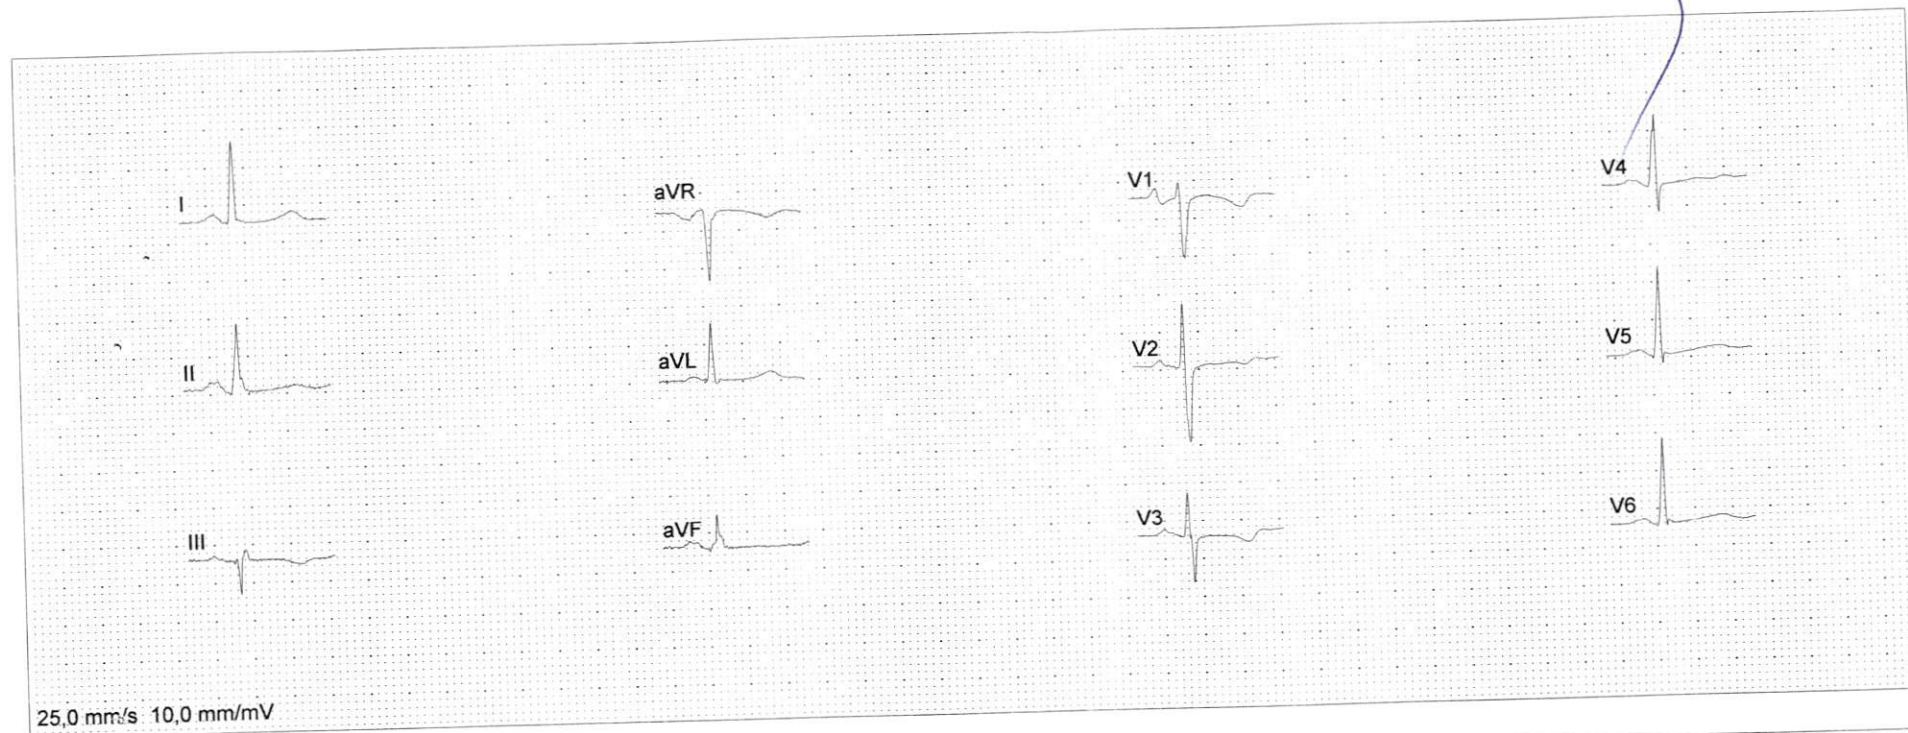 I
aVR
V1
V4
II
aVL
V2
V5
III
aVF
V3
V6
25,0 mm/s 10,0 mm/mV